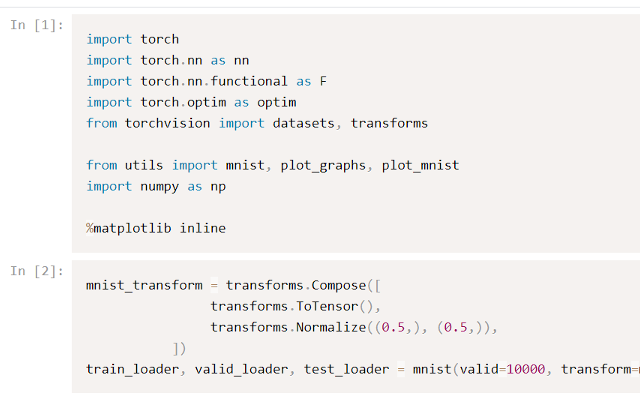 In [1]:
import torch
import torch.nn as nn
import torch.nn.functional as F
import torch.optim as optim
from torchvision import datasets, transforms
from utils import mnist, plot_graphs, plot_mnist
import numpy as np
%matplotlib inline
In [2]:
mnist_transform = transforms.Compose([
transforms.ToTensor(),
transforms.Normalize((0.5,), (0.5,)),
])
train_loader, valid_loader, test_loader = mnist(valid=10000, transform=